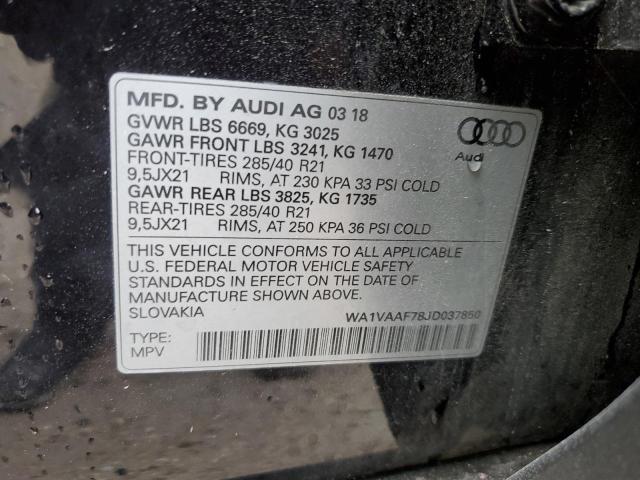 MFD. BY AUDI AG 03 18
GVWR LBS 6669, KG 3025
GAWR FRONT LBS 3241, KG 1470
FRONT-TIRES 285/40 R21
9,5JX21 RIMS, AT 230 KPA 33 PSI COLD
GAWR REAR LBS 3825, KG 1735
REAR-TIRES 285/40 R21
9,5JX21 RIMS, AT 250 KPA 36 PSI COLD
Audi
THIS VEHICLE CONFORMS TO ALL APPLICABLE
U.S. FEDERAL MOTOR VEHICLE SAFETY
STANDARDS IN EFFECT ON THE DATE OF
MANUFACTURE SHOWN ABOVE.
SLOVAKIA
WA1VAAF78JD037850
TYPE:
MPV